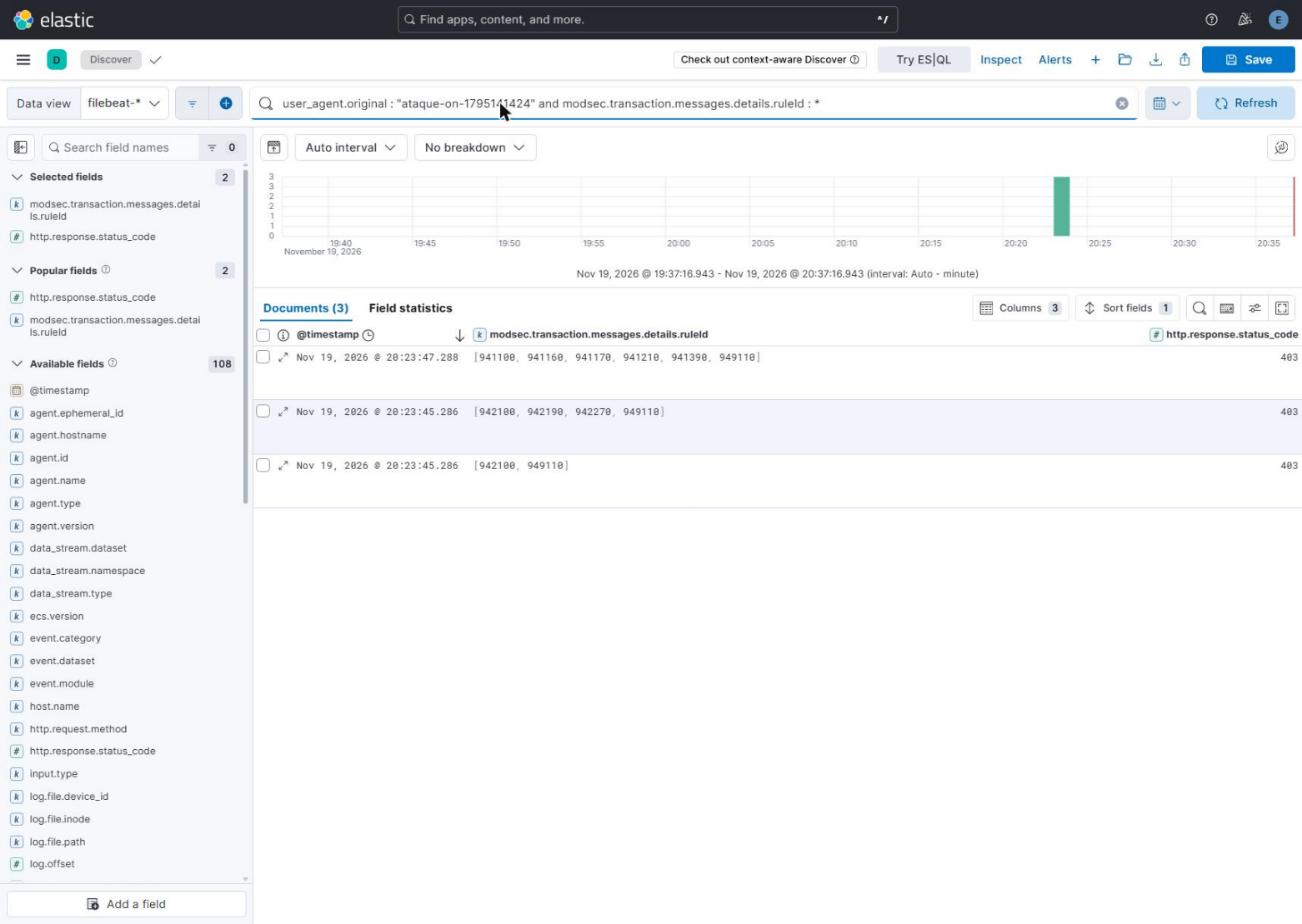 elastic
Find apps, content, and more.
^/
E
D
Discover
Check out context-aware Discover
Try ES|QL
Inspect
Alerts
Save
Data view
filebeat-*
user_agent.original : "ataque-on-1795141424" and modsec.transaction.messages.details.ruleId : *
Refresh
Search field names
0
Auto interval
No breakdown
Selected fields
2
modsec.transaction.messages.detai
ls.ruleId
http.response.status_code
Popular fields
2
http.response.status_code
modsec.transaction.messages.detai
ls.ruleId
Available fields
108
@timestamp
agent.ephemeral_id
agent.hostname
agent.id
agent.name
agent.type
agent.version
data_stream.dataset
data_stream.namespace
data_stream.type
ecs.version
event.category
event.dataset
event.module
host.name
http.request.method
http.response.status_code
input.type
log.file.device_id
log.file.inode
log.file.path
log.offset
Add a field
3
3
2
2
1
1
0
19:40 19:45 19:50 19:55 20:00 20:05 20:10 20:15 20:20 20:25 20:30 20:35
November 19, 2026
Nov 19, 2026 @ 19:37:16.943 - Nov 19, 2026 @ 20:37:16.943 (interval: Auto - minute)
Documents (3)
Field statistics
Columns 3
Sort fields 1
@timestamp
modsec.transaction.messages.details.ruleId
http.response.status_code
Nov 19, 2026 @ 20:23:47.288 [941100, 941160, 941170, 941210, 941390, 949110] 403
Nov 19, 2026 @ 20:23:45.286 [942100, 942190, 942270, 949110] 403
Nov 19, 2026 @ 20:23:45.286 [942100, 949110] 403